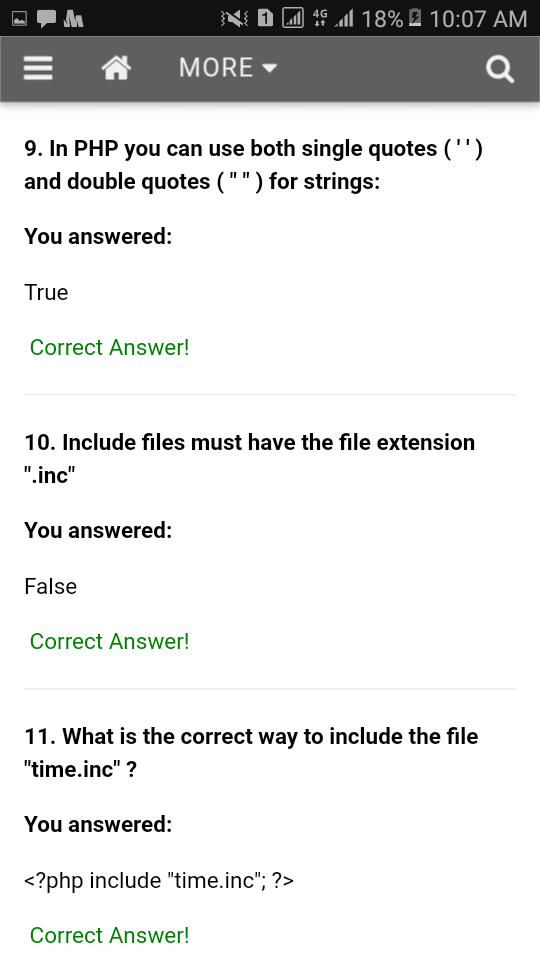 1 4G 18% 10:07 AM
MORE
9. In PHP you can use both single quotes ( ' ' )
and double quotes ( " " ) for strings:
You answered:
True
Correct Answer!
10. Include files must have the file extension
".inc"
You answered:
False
Correct Answer!
11. What is the correct way to include the file
"time.inc" ?
You answered:
<?php include "time.inc"; ?>
Correct Answer!